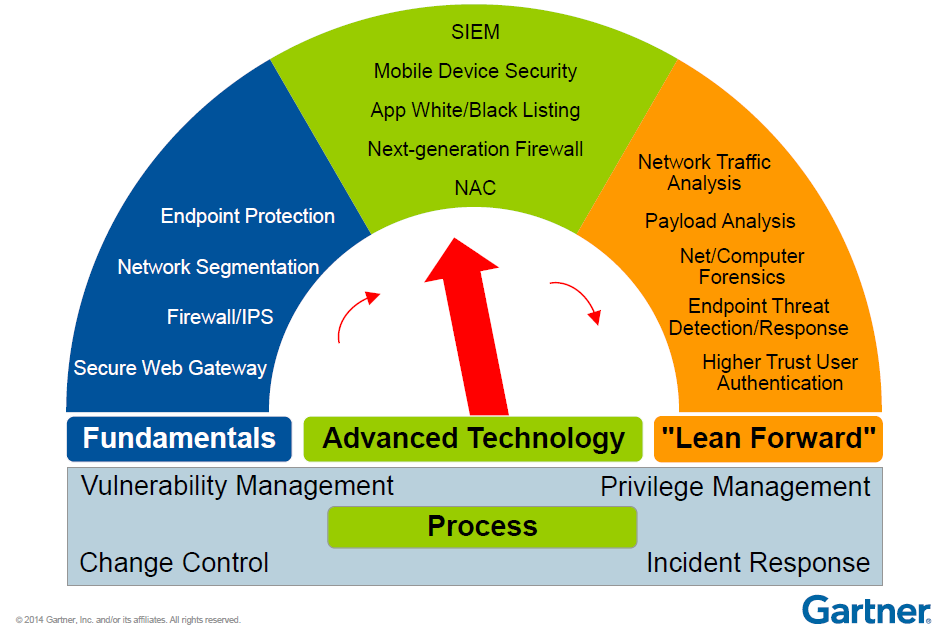 SIEM
Mobile Device Security
App White/Black Listing
Next-generation Firewall
NAC
Endpoint Protection
Network Segmentation
Firewall/IPS
Secure Web Gateway
Network Traffic
Analysis
Payload Analysis
Net/Computer
Forensics
Endpoint Threat
Detection/Response
Higher Trust User
Authentication
Fundamentals
Advanced Technology
"Lean Forward"
Vulnerability Management
Privilege Management
Process
Change Control
Incident Response
© 2014 Gartner, Inc. and/or its affiliates. All rights reserved.
Gartner®